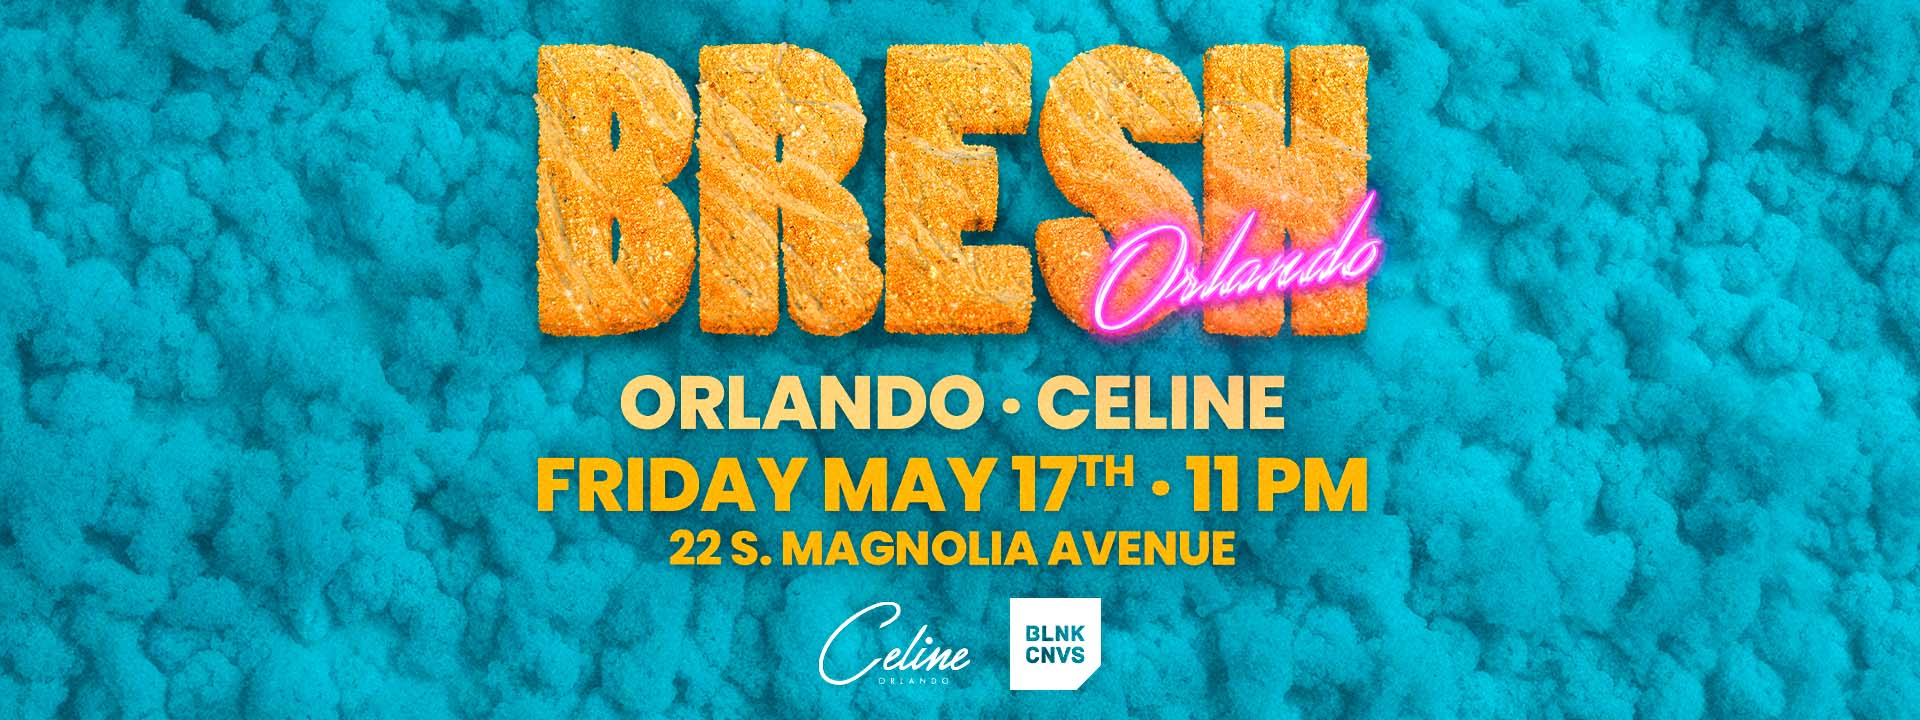 BRESH
Orlando
ORLANDO • CELINE
FRIDAY MAY 17TH • 11 PM
22 S. MAGNOLIA AVENUE
Celine
ORLANDO
BLNK
CNVS